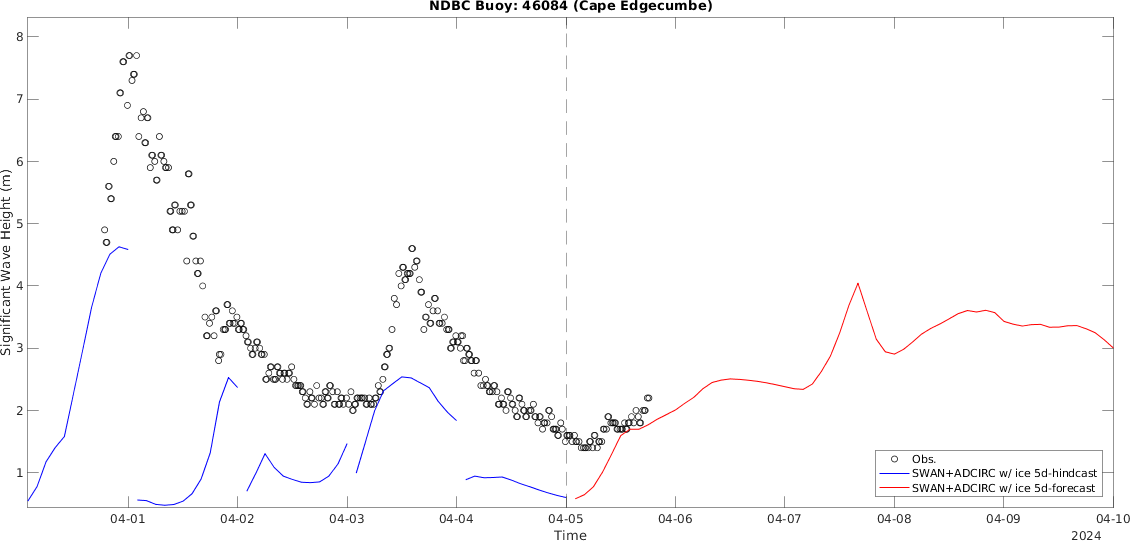 NDBC Buoy: 46084 (Cape Edgecumbe)
Significant Wave Height (m)
8
7
6
5
4
3
2
1
Obs.
SWAN+ADCIRC w/ ice 5d-hindcast
SWAN+ADCIRC w/ ice 5d-forecast
04-01 04-02 04-03 04-04 04-05 04-06 04-07 04-08 04-09 04-10
Time
2024